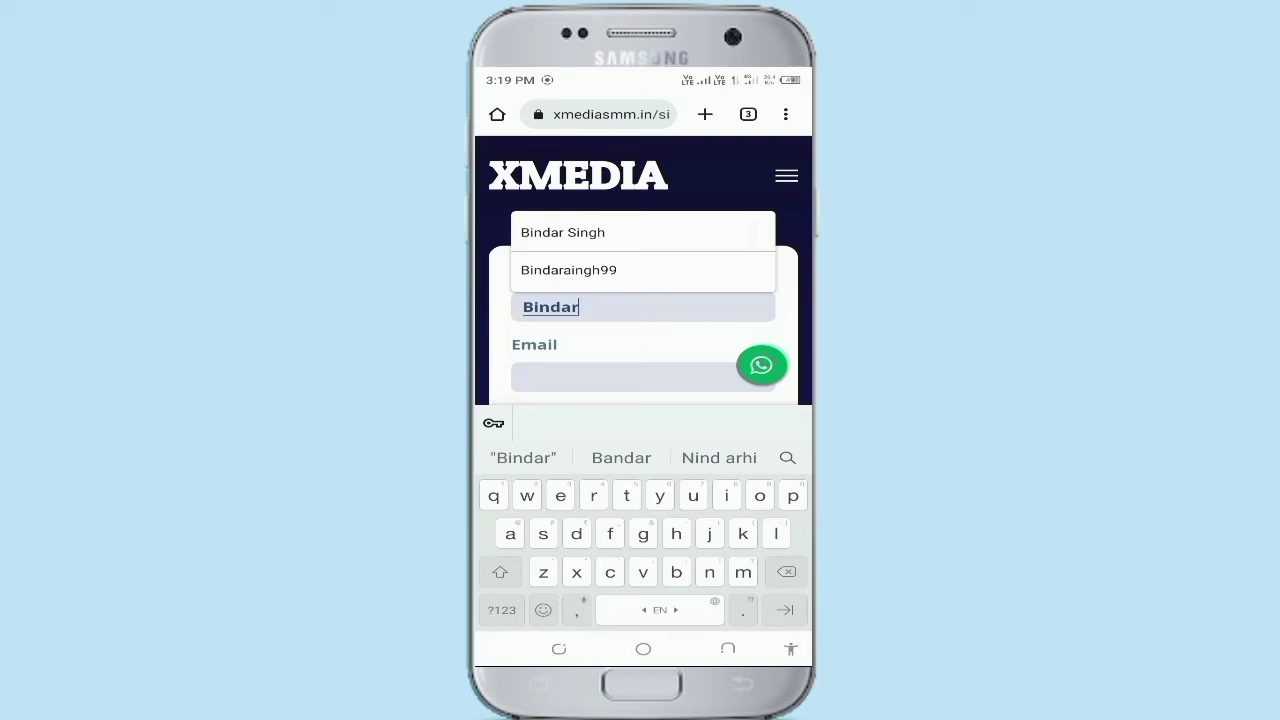 SAMSUNG
3:19 PM
xmediasmm.in/si
3
XMEDIA
Bindar Singh
Bindaraingh99
Bindar
Email
"Bindar" Bandar Nind arhi
q w e r t y u i o p
a s d f g h j k l
z x c v b n m
?123 , EN .